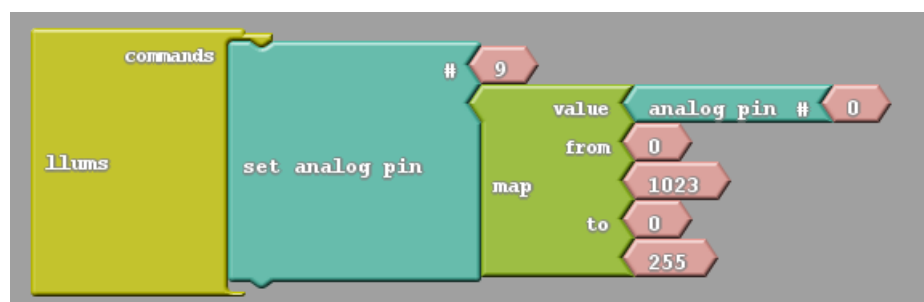 commands
# 9
value analog pin # 0
from 0
llums set analog pin map 1023
to 0
255